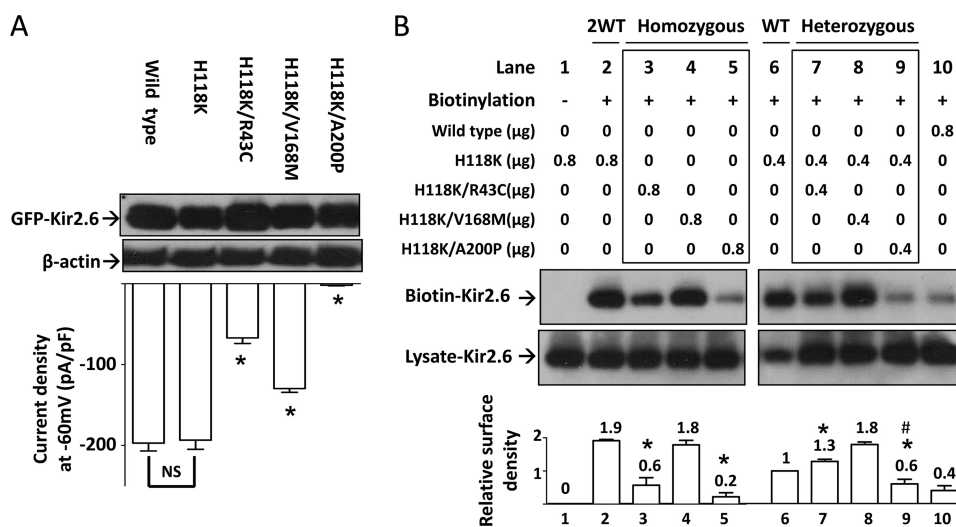 A
Wild type
H118K
H118K/R43C
H118K/V168M
H118K/A200P
GFP-Kir2.6
β-actin
Current density
at -60mV (pA/pF)
-100
-200
*
*
*
NS
B
2WT Homozygous WT Heterozygous
Lane 1 2 3 4 5 6 7 8 9 10
Biotinylation - + + + + + + + + +
Wild type (μg) 0 0 0 0 0 0 0 0 0 0.8
H118K (μg) 0.8 0.8 0 0 0 0.4 0.4 0.4 0.4 0
H118K/R43C(μg) 0 0 0.8 0 0 0 0.4 0 0 0
H118K/V168M(μg) 0 0 0 0.8 0 0 0 0.4 0 0
H118K/A200P (μg) 0 0 0 0 0.8 0 0 0 0.4 0
Biotin-Kir2.6
Lysate-Kir2.6
Relative surface
density
2
1
0 1.9 * 0.6 1.8 * 0.2 1 * 1.3 1.8 # * 0.6 0.4
1 2 3 4 5 6 7 8 9 10